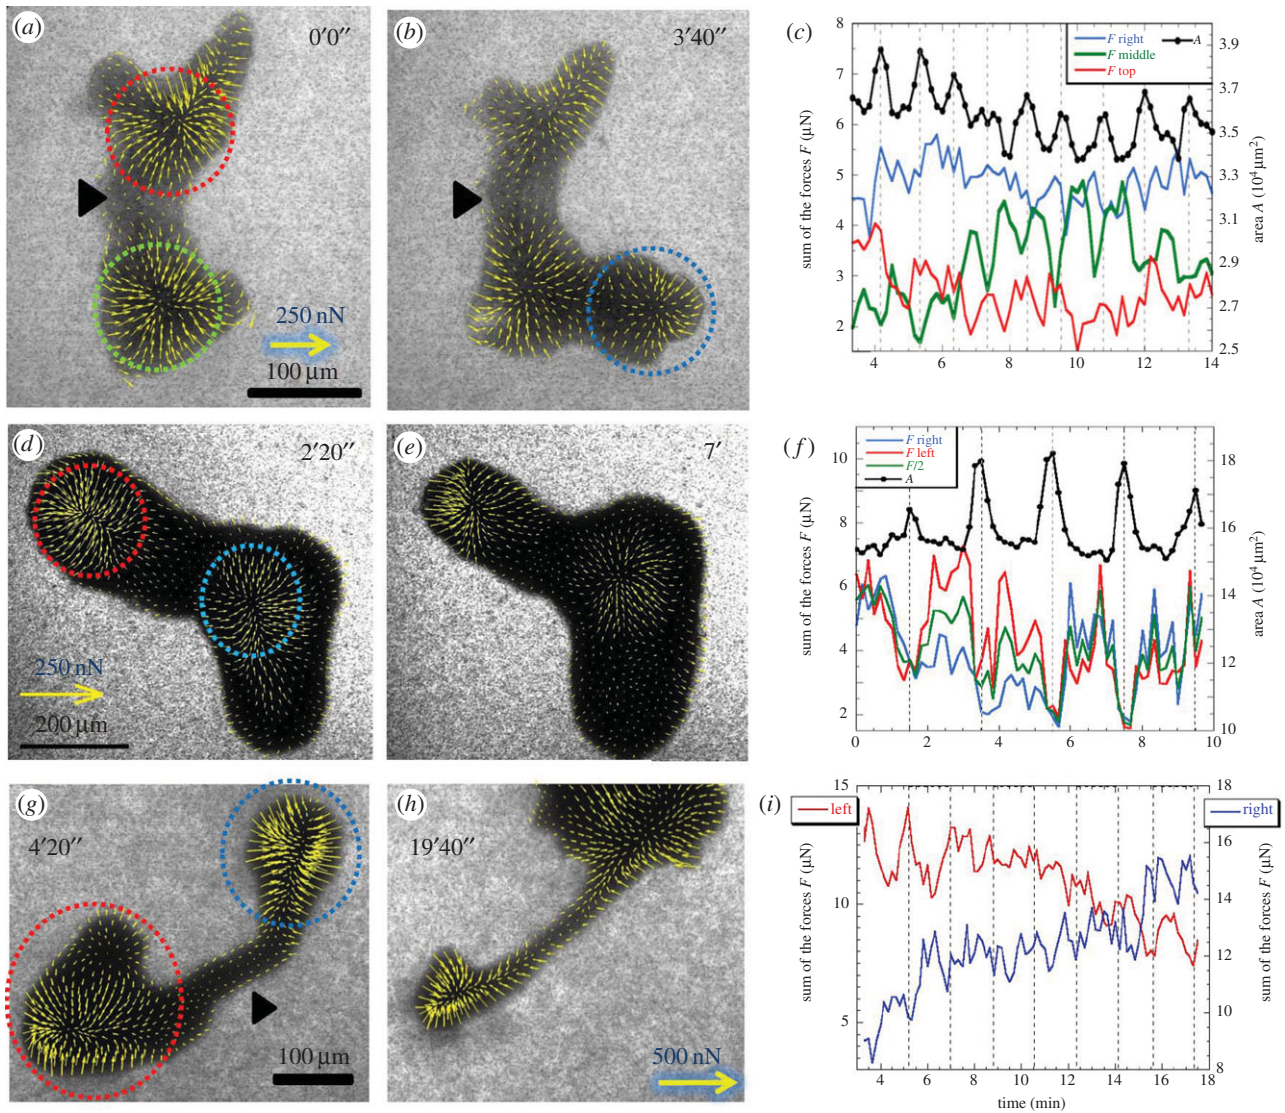 (a)
0′0″
250 nN
100 µm
(b)
3′40″
(c)
8
7
6
5
4
3
2
sum of the forces F (µN)
F right
A
F middle
F top
3.9
3.7
3.5
3.3
3.1
2.9
2.7
2.5
area A (10⁴ µm²)
4
6
8
10
12
14
(d)
2′20″
250 nN
200 µm
(e)
7′
(f)
10
8
6
4
2
sum of the forces F (µN)
F right
F left
F/2
A
18
16
14
12
10
area A (10⁴ µm²)
0
2
4
6
8
10
(g)
4′20″
100 µm
(h)
19′40″
500 nN
(i)
15
10
5
sum of the forces F (µN)
left
right
18
16
14
12
10
8
sum of the forces F (µN)
4
6
8
10
12
14
16
18
time (min)